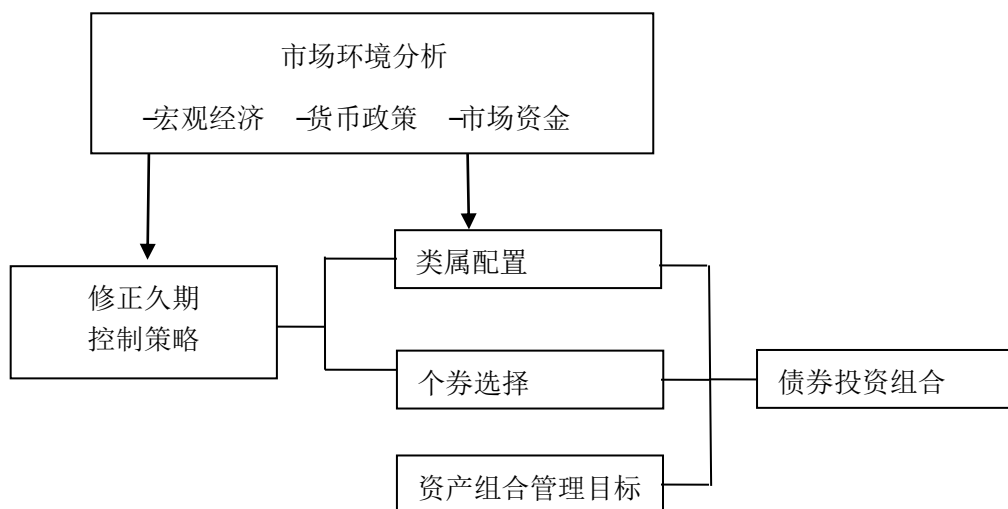 市场环境分析
–宏观经济 –货币政策 –市场资金
类属配置
修正久期
控制策略
个券选择
债券投资组合
资产组合管理目标